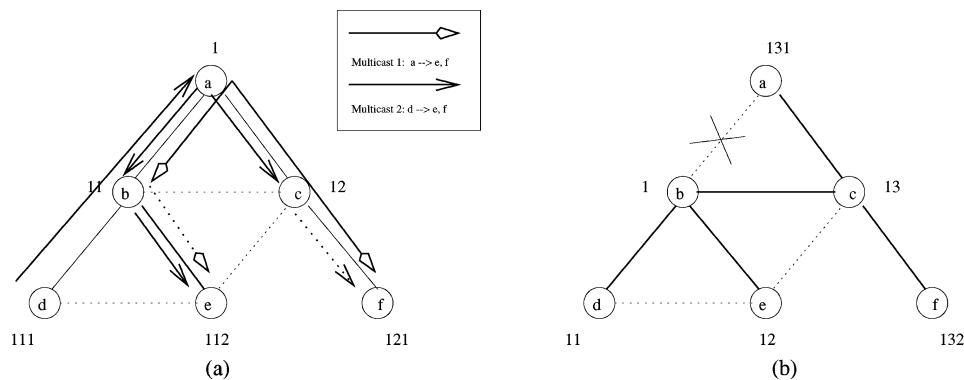 1
a
Multicast 1: a --> e, f
Multicast 2: d --> e, f
11
b
c
12
d
e
f
111
112
121
(a)
131
a
1
b
c
13
d
e
f
11
12
132
(b)